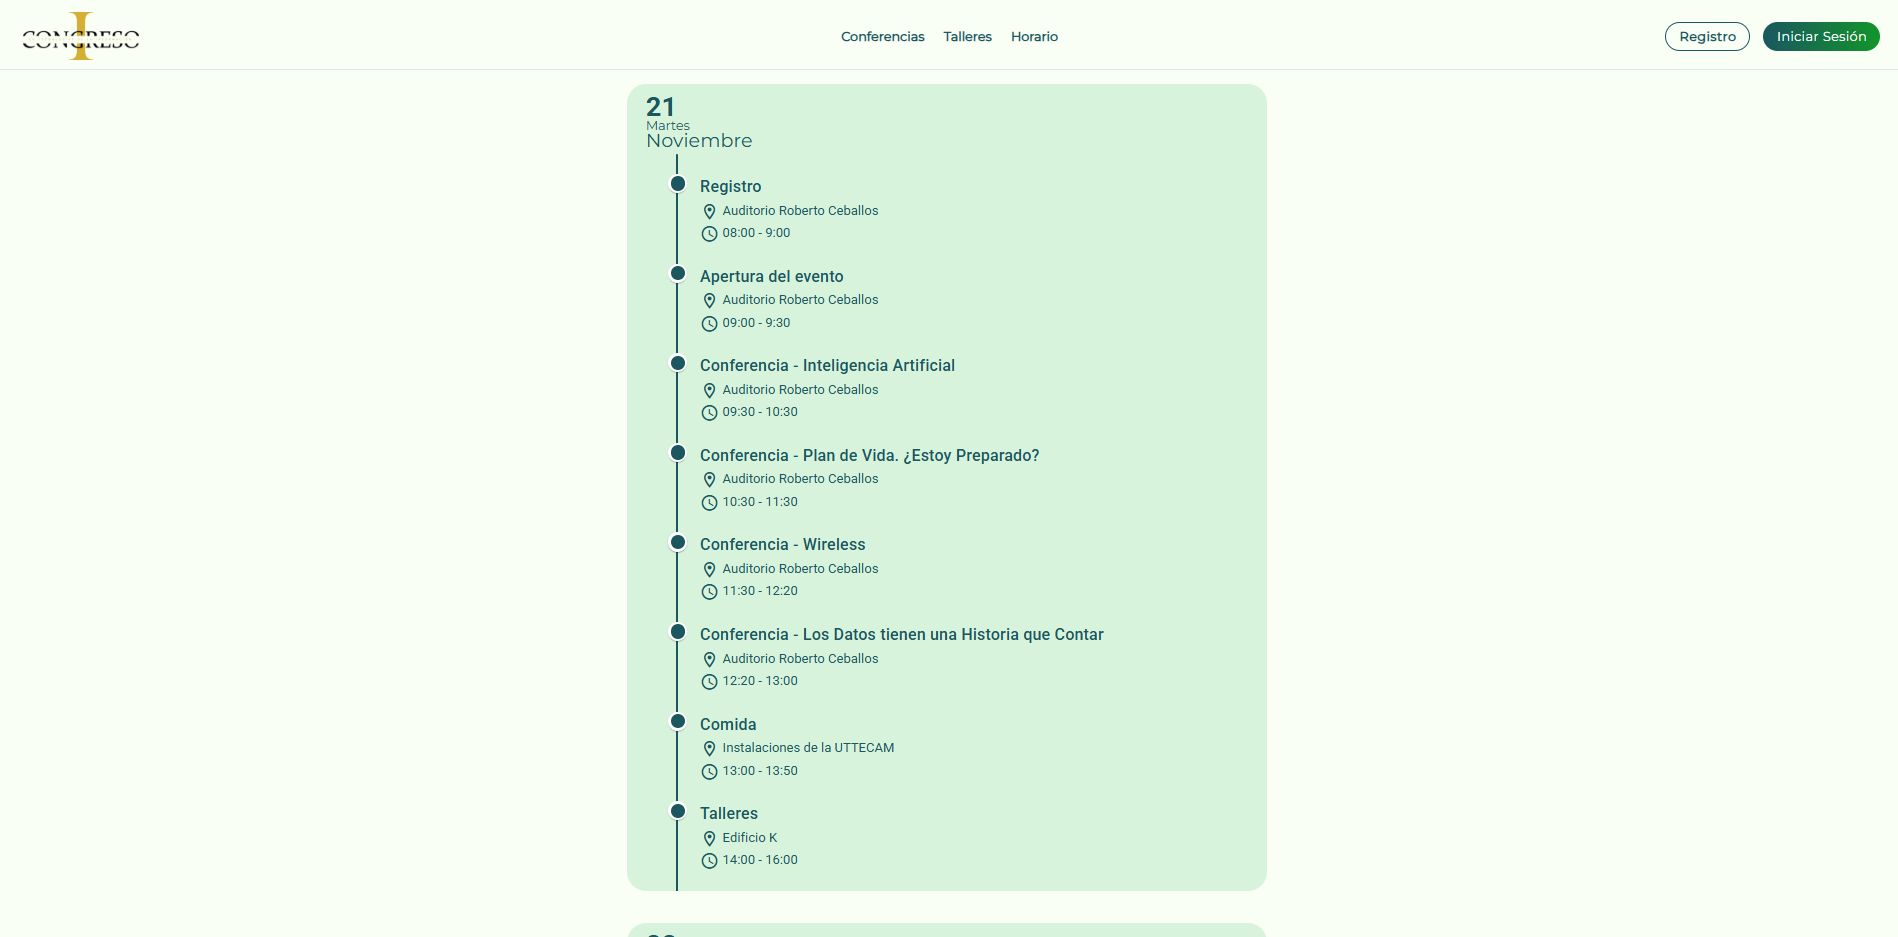 CONGRESO
I
Conferencias Talleres Horario
Registro Iniciar Sesión
21
Martes
Noviembre
Registro
Auditorio Roberto Ceballos
08:00 - 9:00
Apertura del evento
Auditorio Roberto Ceballos
09:00 - 9:30
Conferencia - Inteligencia Artificial
Auditorio Roberto Ceballos
09:30 - 10:30
Conferencia - Plan de Vida. ¿Estoy Preparado?
Auditorio Roberto Ceballos
10:30 - 11:30
Conferencia - Wireless
Auditorio Roberto Ceballos
11:30 - 12:20
Conferencia - Los Datos tienen una Historia que Contar
Auditorio Roberto Ceballos
12:20 - 13:00
Comida
Instalaciones de la UTTECAM
13:00 - 13:50
Talleres
Edificio K
14:00 - 16:00